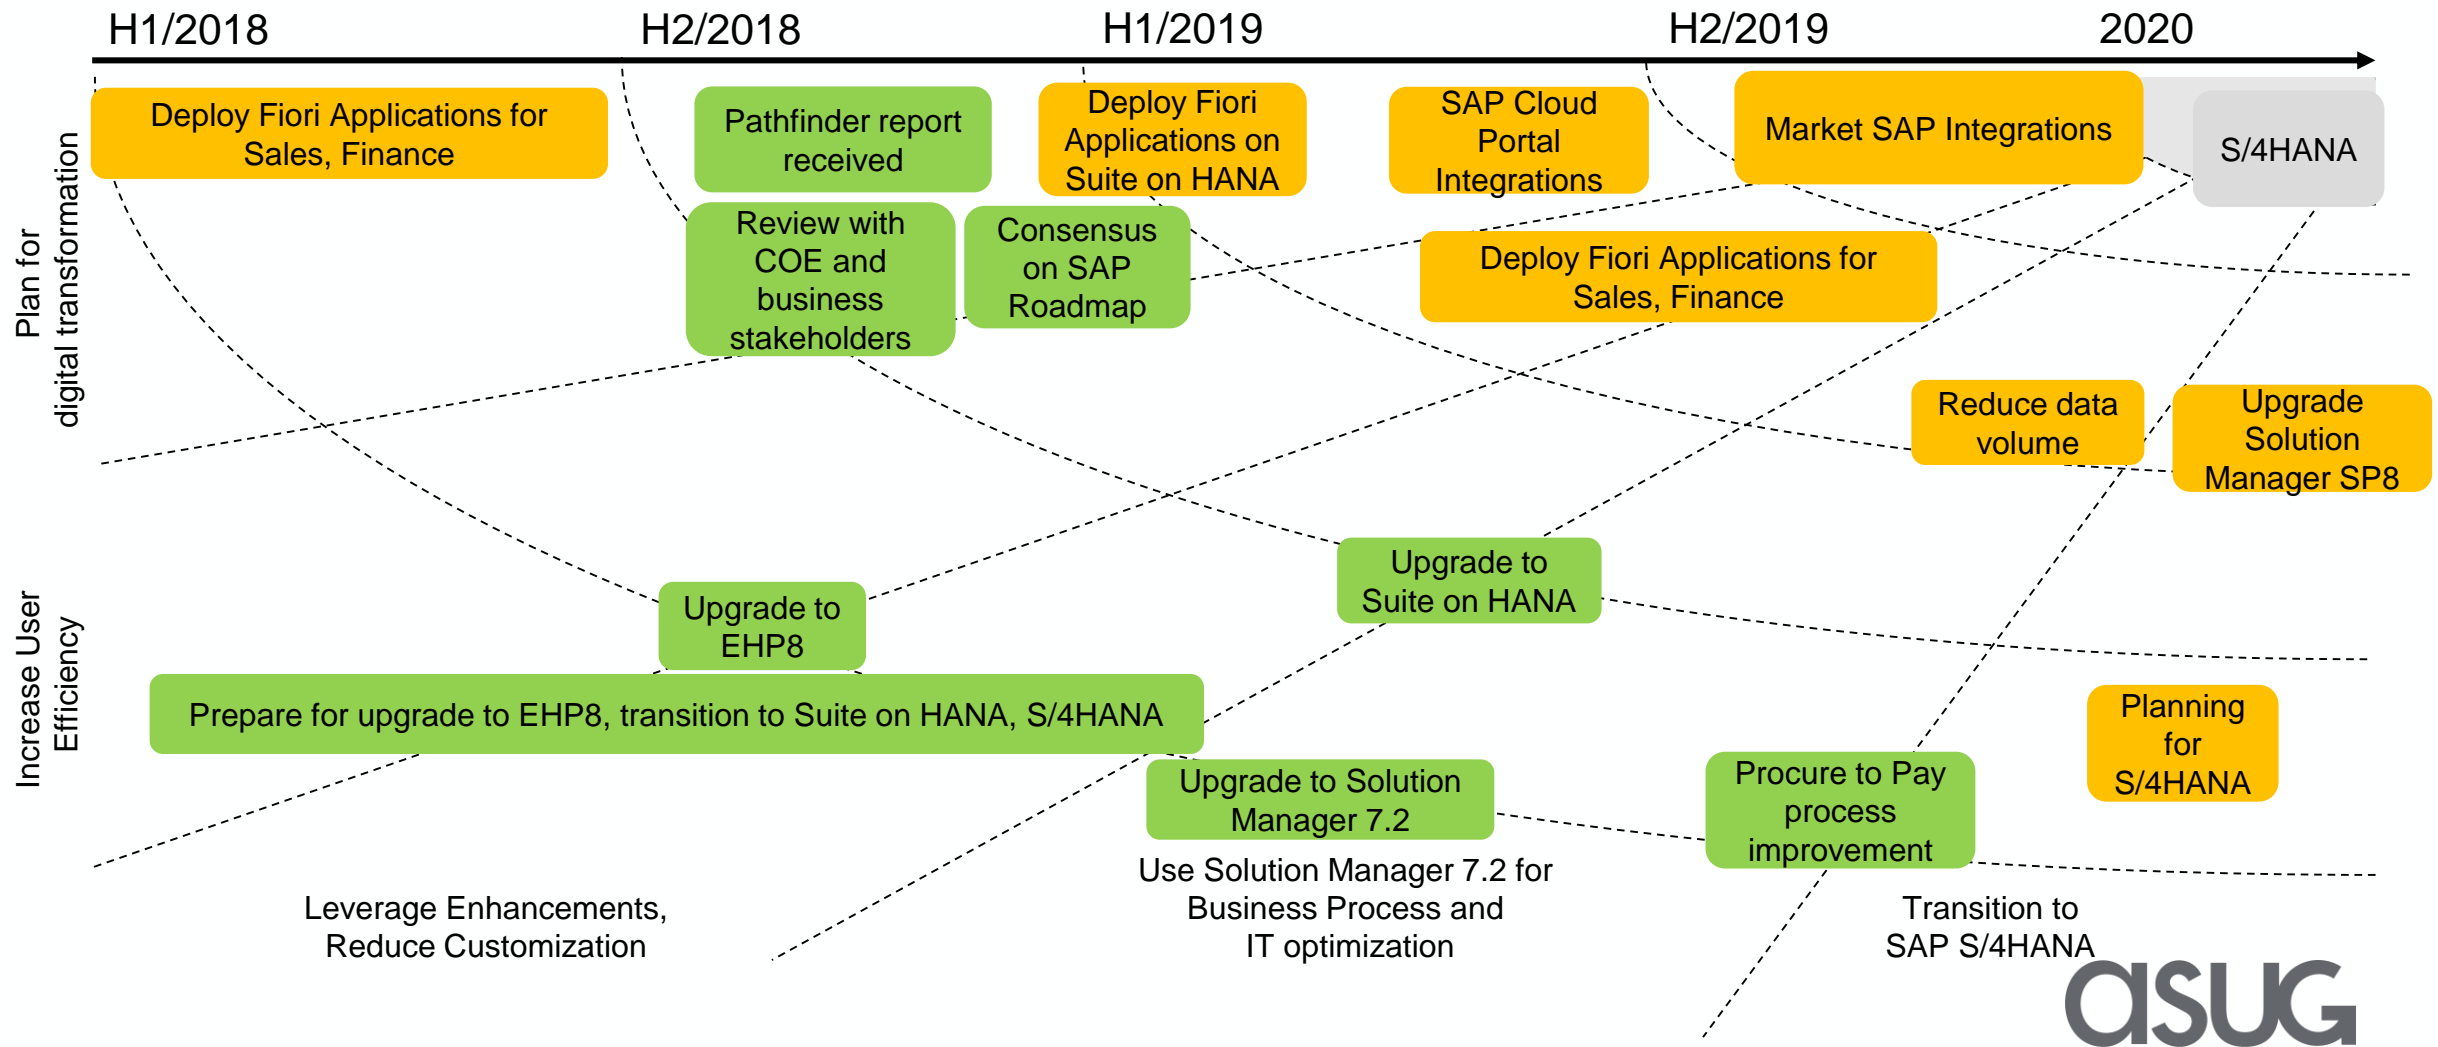 H1/2018
H2/2018
H1/2019
H2/2019
2020
Plan for
digital transformation
Deploy Fiori Applications for
Sales, Finance
Pathfinder report
received
Deploy Fiori
Applications on
Suite on HANA
SAP Cloud
Portal
Integrations
Market SAP Integrations
S/4HANA
Review with
COE and
business
stakeholders
Consensus
on SAP
Roadmap
Deploy Fiori Applications for
Sales, Finance
Reduce data
volume
Upgrade
Solution
Manager SP8
Increase User
Efficiency
Upgrade to
EHP8
Upgrade to
Suite on HANA
Prepare for upgrade to EHP8, transition to Suite on HANA, S/4HANA
Planning
for
S/4HANA
Upgrade to Solution
Manager 7.2
Procure to Pay
process
improvement
Leverage Enhancements,
Reduce Customization
Use Solution Manager 7.2 for
Business Process and
IT optimization
Transition to
SAP S/4HANA
asug